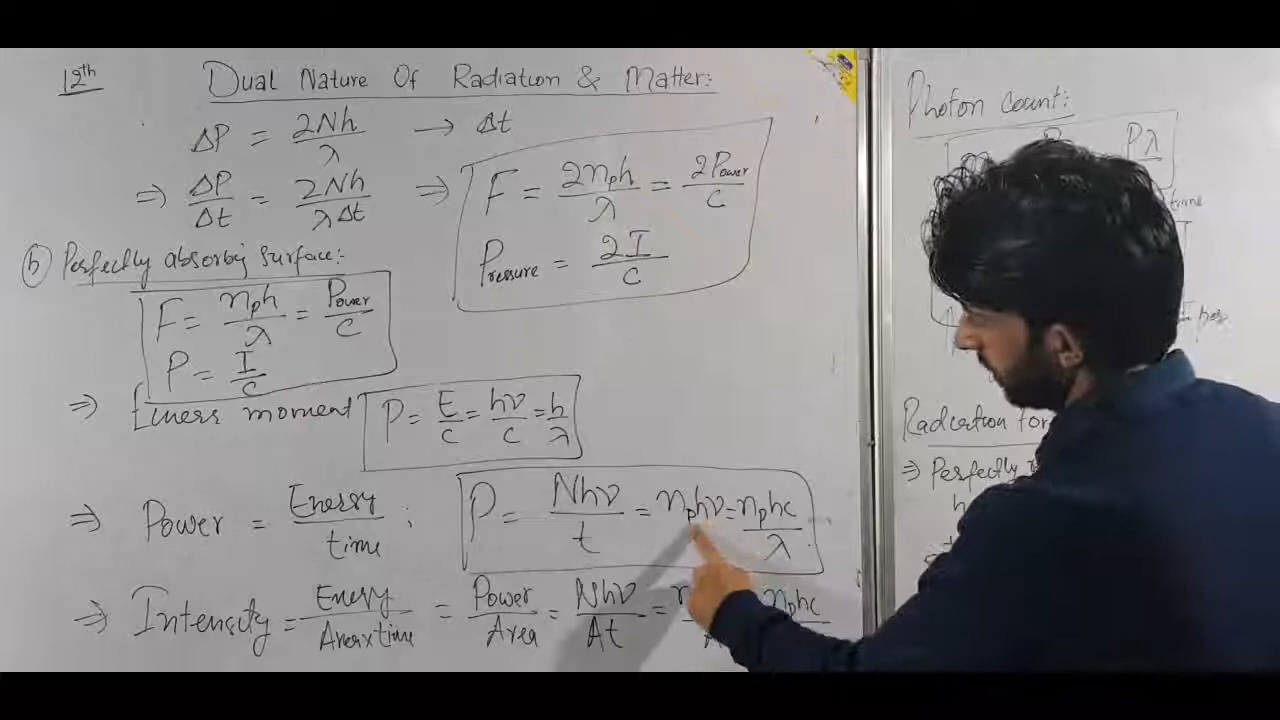 12th
Dual Nature Of Radiation & Matter:
ΔP = 2Nh/λ → Δt
⇒ ΔP/Δt = 2Nh/λΔt ⇒ F = 2nₚh/λ = 2Power/c
Pressure = 2I/c
(b) Perfectly absorbing surface:
F = nₚh/λ = Power/c
P = I/c
⇒ moment P = E/c = hν/c = h/λ
⇒ Power = Energy/time ; P = Nhν/t = nₚhν = nₚhc/λ
⇒ Intensity = Energy/Area×time = Power/Area = Nhν/At = nₚhc
Photon count:
Pλ
time
I
Radiation for
⇒ Perfectly